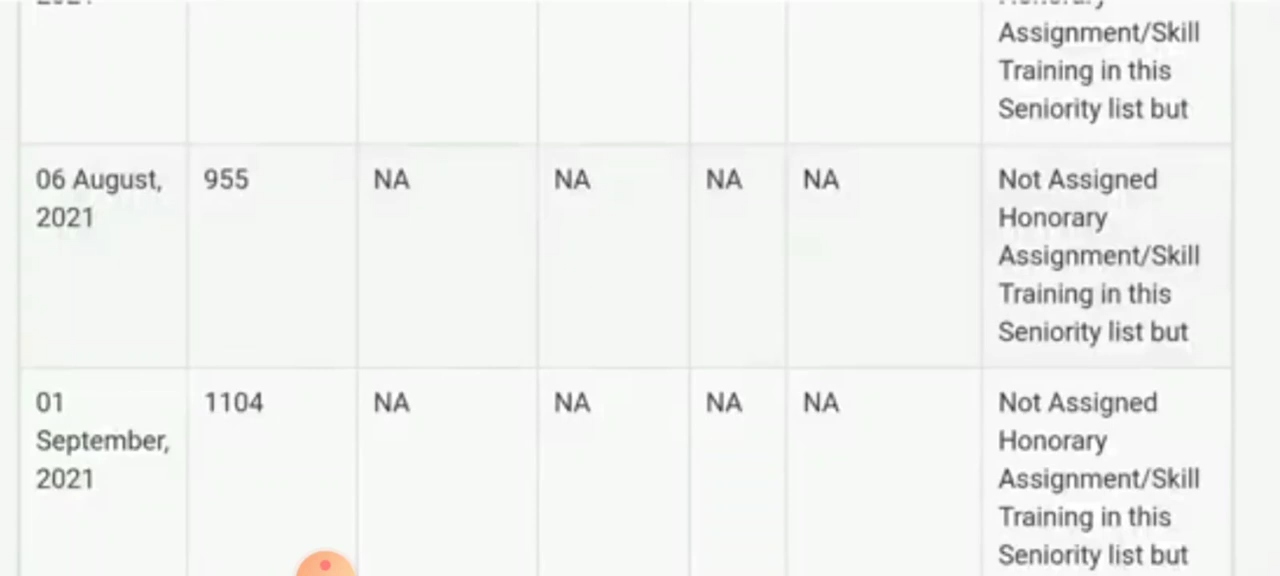 2021
Honorary
Assignment/Skill
Training in this
Seniority list but
06 August,
2021
955
NA
NA
NA
NA
Not Assigned
Honorary
Assignment/Skill
Training in this
Seniority list but
01
September,
2021
1104
NA
NA
NA
NA
Not Assigned
Honorary
Assignment/Skill
Training in this
Seniority list but